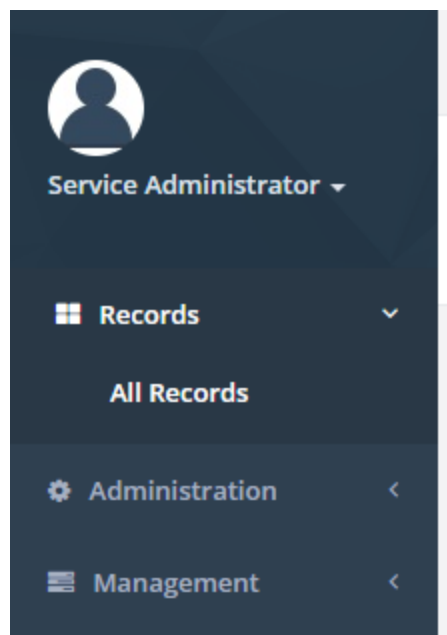 Service Administrator
Records
All Records
Administration
Management